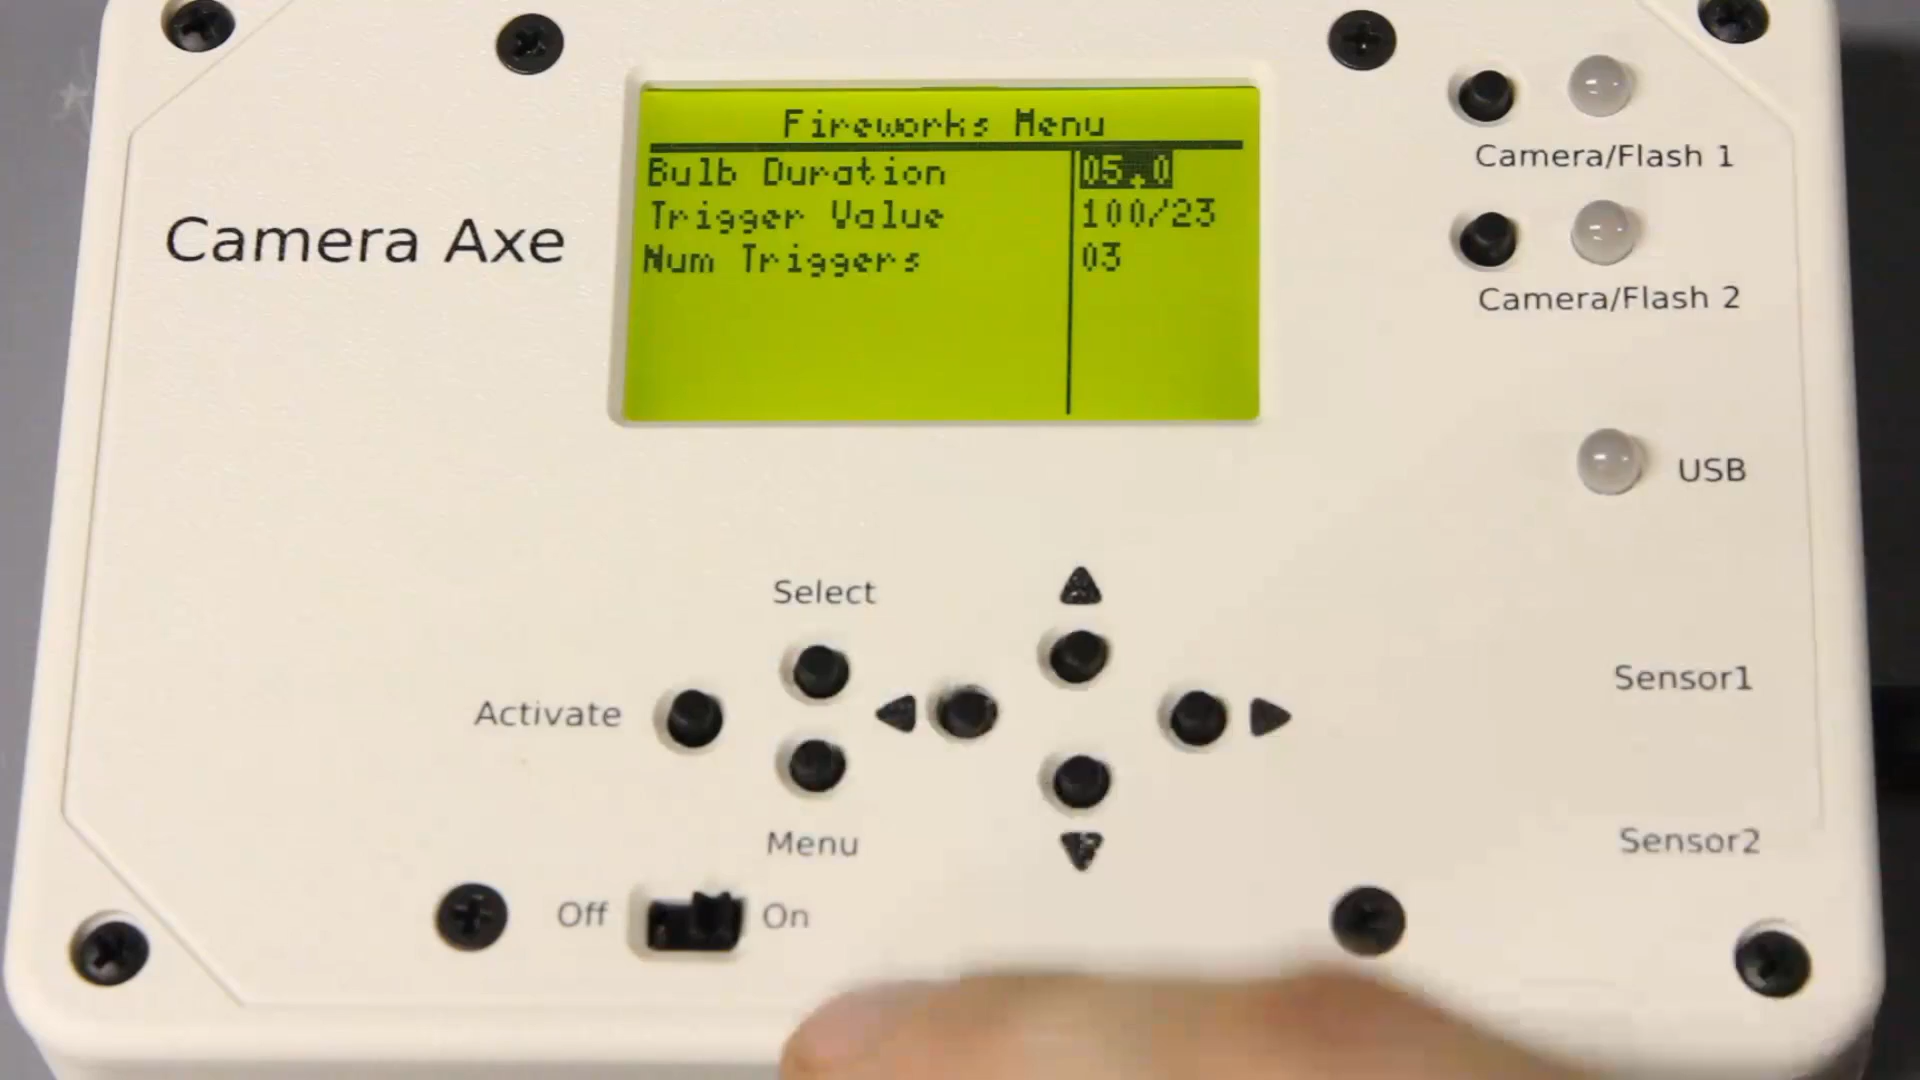 Fireworks Menu
Bulb Duration 05.0
Trigger Value 100/23
Num Triggers 03
Camera Axe
Camera/Flash 1
Camera/Flash 2
USB
Select
Activate
Menu
Off On
Sensor1
Sensor2